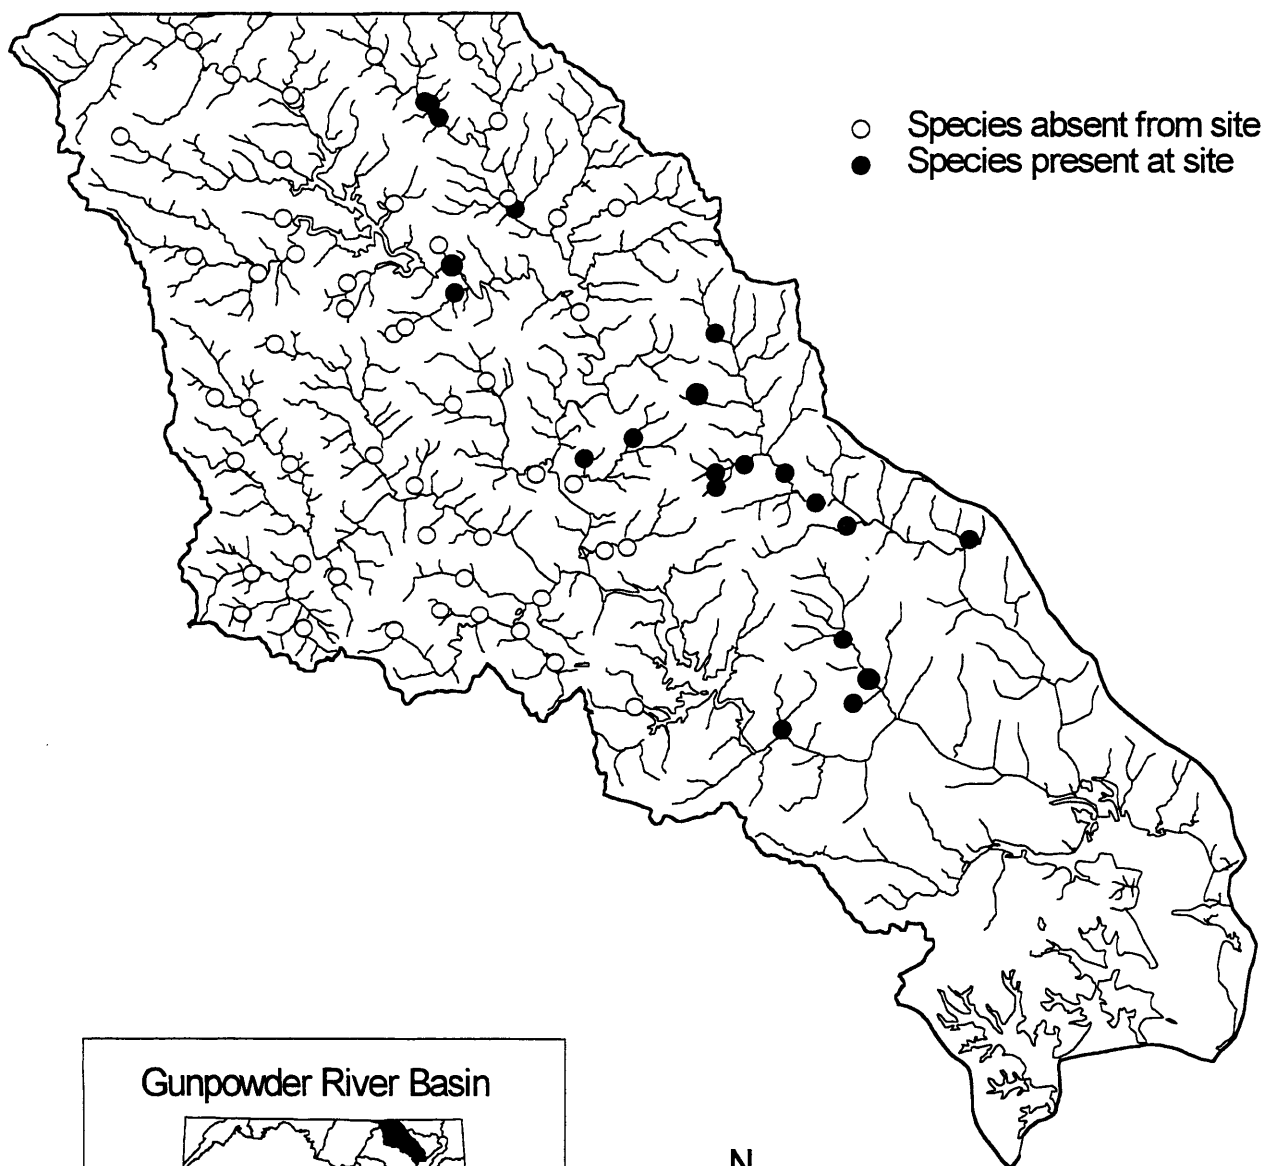 Species absent from site
Species present at site
Gunpowder River Basin
N